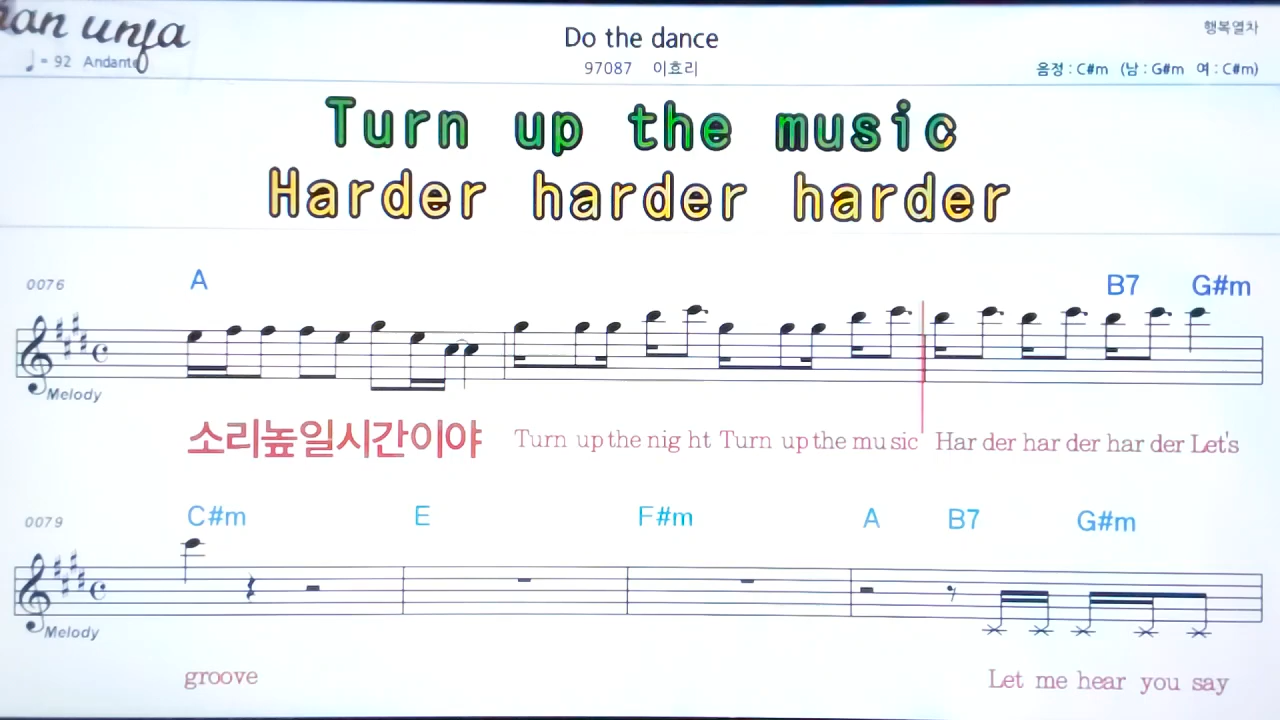 an unfa
Do the dance
행복열차
♩ = 92 Andante
97087 이효리
음정 : C#m (남 : G#m 여 : C#m)
Turn up the music
Harder harder harder
0076 A B7 G#m
Melody
소리높일시간이야 Turn up the nig ht Turn up the mu sic Har der har der har der Let's
0079 C#m E F#m A B7 G#m
Melody
groove Let me hear you say